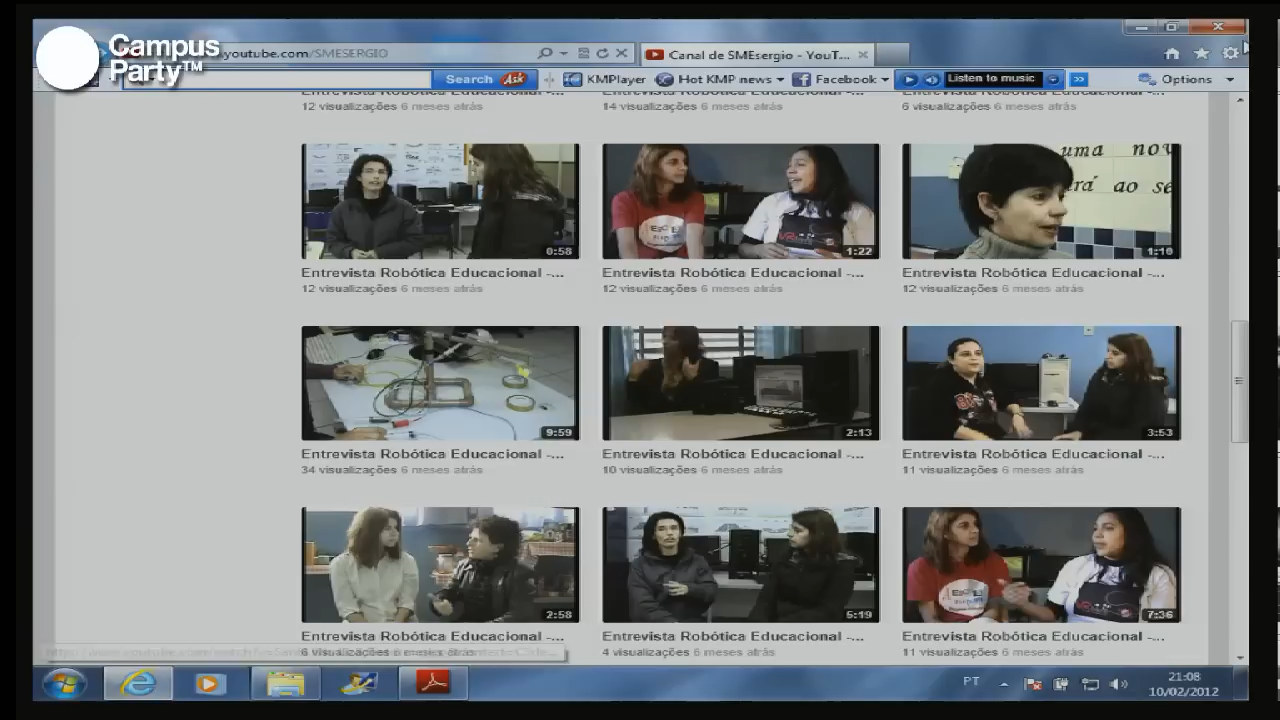 Campus
Party™
youtube.com/SMESERGIO
Canal de SMEsergio - YouT...
Search Ask
KMPlayer
Hot KMP news
Facebook
Listen to music
Options
12 visualizações 6 meses atrás
14 visualizações 6 meses atrás
6 visualizações 6 meses atrás
uma nov
ará ao se
0:58
1:22
1:10
Entrevista Robótica Educacional -...
Entrevista Robótica Educacional -...
Entrevista Robótica Educacional -...
12 visualizações 6 meses atrás
12 visualizações 6 meses atrás
12 visualizações 6 meses atrás
9:59
2:13
3:53
Entrevista Robótica Educacional -...
Entrevista Robótica Educacional -...
Entrevista Robótica Educacional -...
34 visualizações 6 meses atrás
10 visualizações 6 meses atrás
11 visualizações 6 meses atrás
2:58
5:19
7:36
Entrevista Robótica Educacional -...
Entrevista Robótica Educacional -...
Entrevista Robótica Educacional -...
6 visualizações 6 meses atrás
4 visualizações 6 meses atrás
11 visualizações 6 meses atrás
PT
21:08
10/02/2012